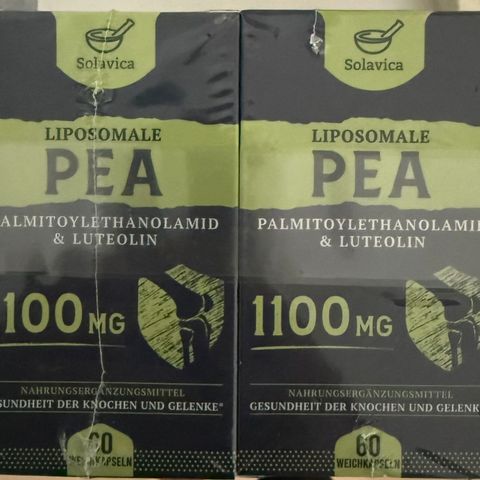 Solavica
LIPOSOMALE
PEA
PALMITOYLETHANOLAMID
& LUTEOLIN
1100 MG
NAHRUNGSERGÄNZUNGSMITTEL
GESUNDHEIT DER KNOCHEN UND GELENKE*
60
WEICHKAPSELN
Solavica
LIPOSOMALE
PEA
PALMITOYLETHANOLAMID
& LUTEOLIN
1100 MG
NAHRUNGSERGÄNZUNGSMITTEL
GESUNDHEIT DER KNOCHEN UND GELENKE
60
WEICHKAPSELN